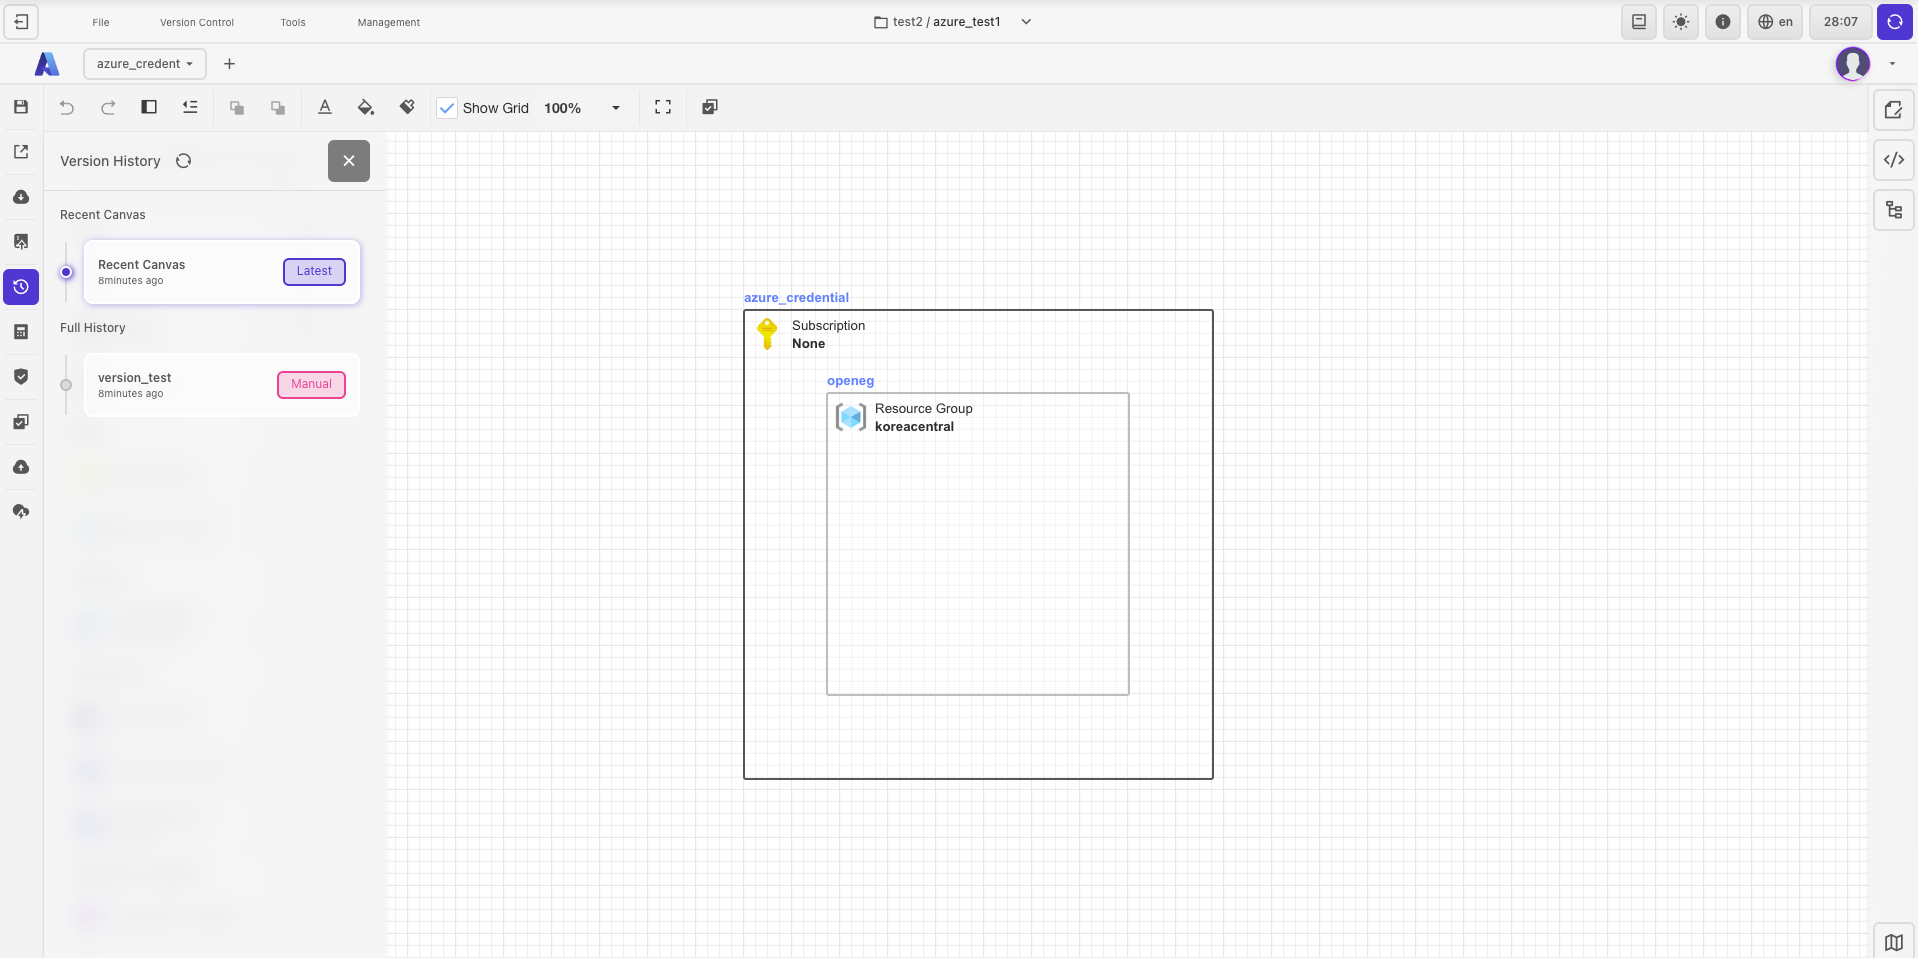 File
Version Control
Tools
Management
test2 / azure_test1
en
28:07
azure_credent
Show Grid
100%
Version History
Recent Canvas
Recent Canvas
8minutes ago
Latest
Full History
version_test
8minutes ago
Manual
azure_credential
Subscription
None
openeg
Resource Group
koreacentral